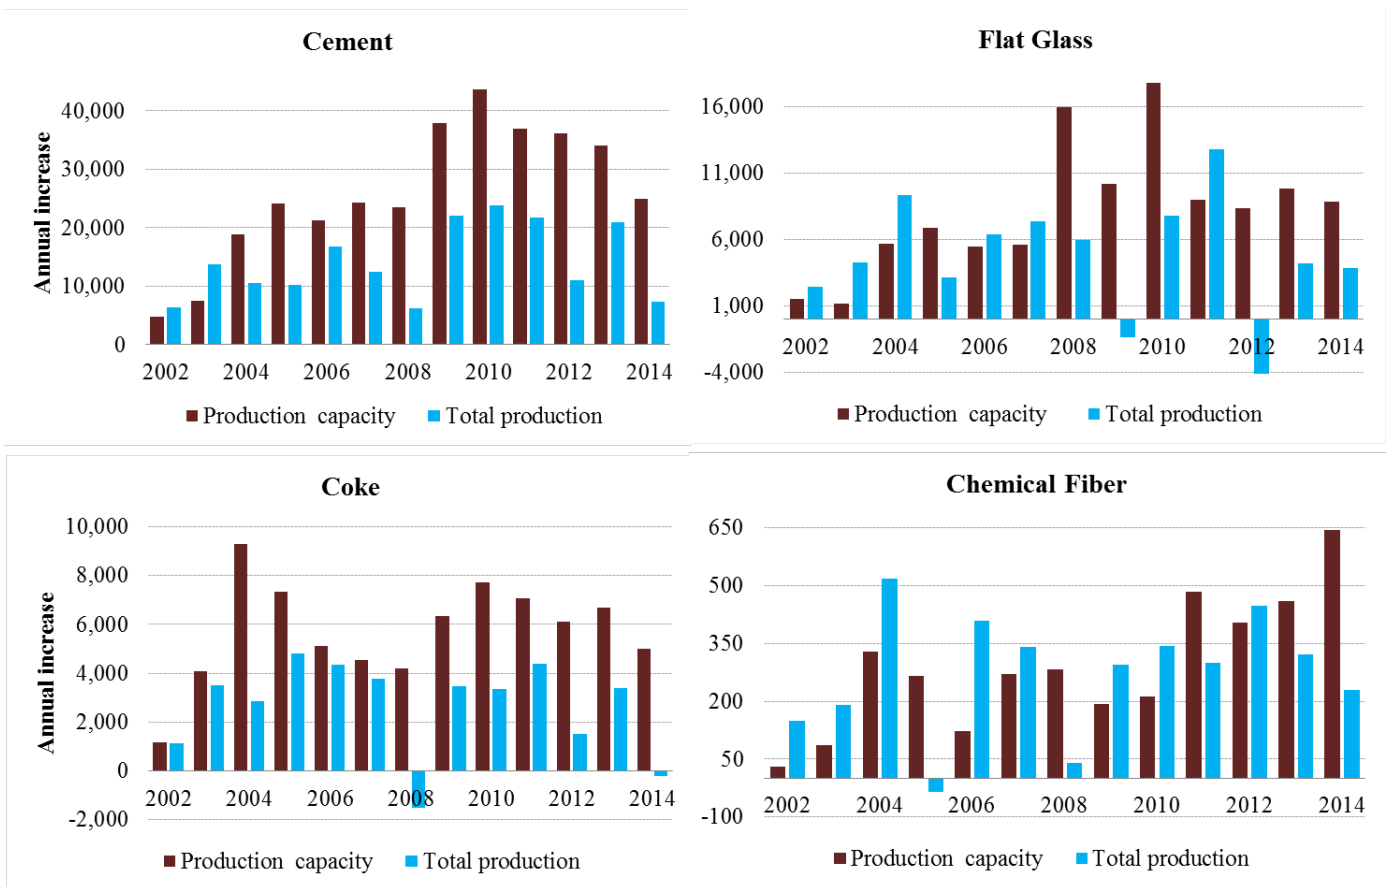 Cement
Annual increase
40,000
30,000
20,000
10,000
0
2002 2004 2006 2008 2010 2012 2014
Production capacity Total production
Flat Glass
16,000
11,000
6,000
1,000
-4,000
2002 2004 2006 2008 2010 2012 2014
Production capacity Total production
Coke
Annual increase
10,000
8,000
6,000
4,000
2,000
0
-2,000
2002 2004 2006 2008 2010 2012 2014
Production capacity Total production
Chemical Fiber
650
500
350
200
50
-100
2002 2004 2006 2008 2010 2012 2014
Production capacity Total production